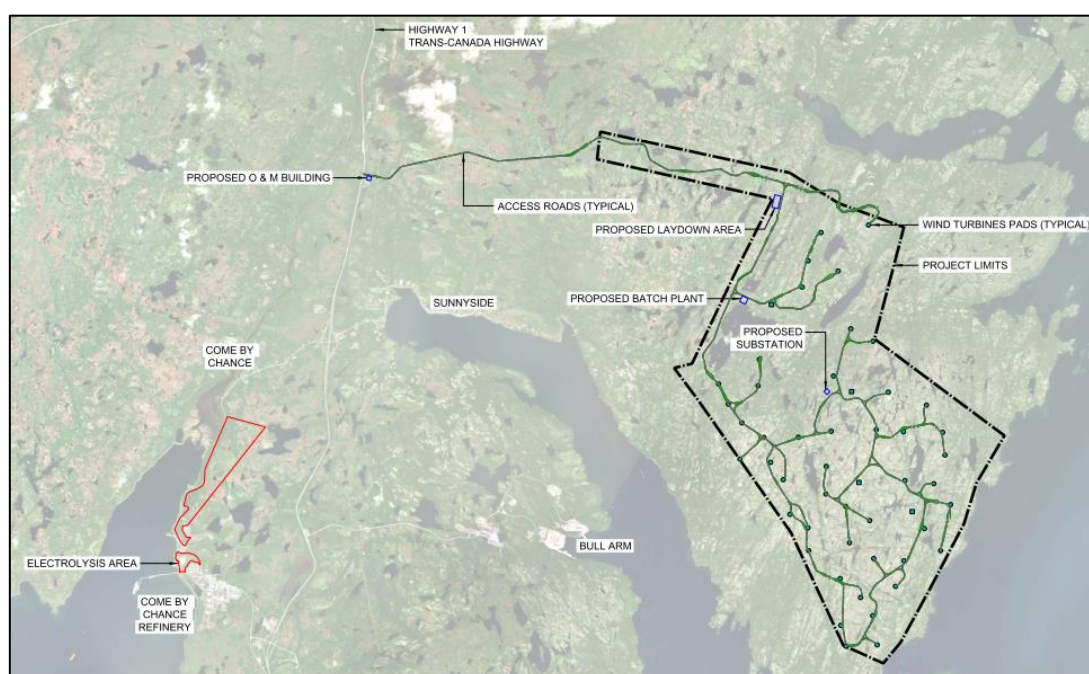 HIGHWAY 1
TRANS-CANADA HIGHWAY
PROPOSED O & M BUILDING
ACCESS ROADS (TYPICAL)
PROPOSED LAYDOWN AREA
WIND TURBINES PADS (TYPICAL)
PROJECT LIMITS
PROPOSED BATCH PLANT
SUNNYSIDE
PROPOSED
SUBSTATION
COME BY
CHANCE
BULL ARM
ELECTROLYSIS AREA
COME BY
CHANCE
REFINERY